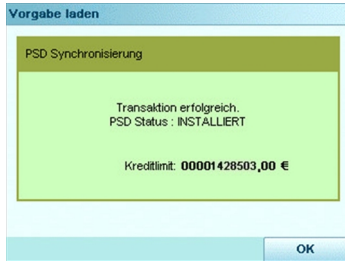 Vorgabe laden
PSD Synchronisierung
Transaktion erfolgreich.
PSD Status : INSTALLIERT
Kreditlimit: 00001428503,00 €
OK